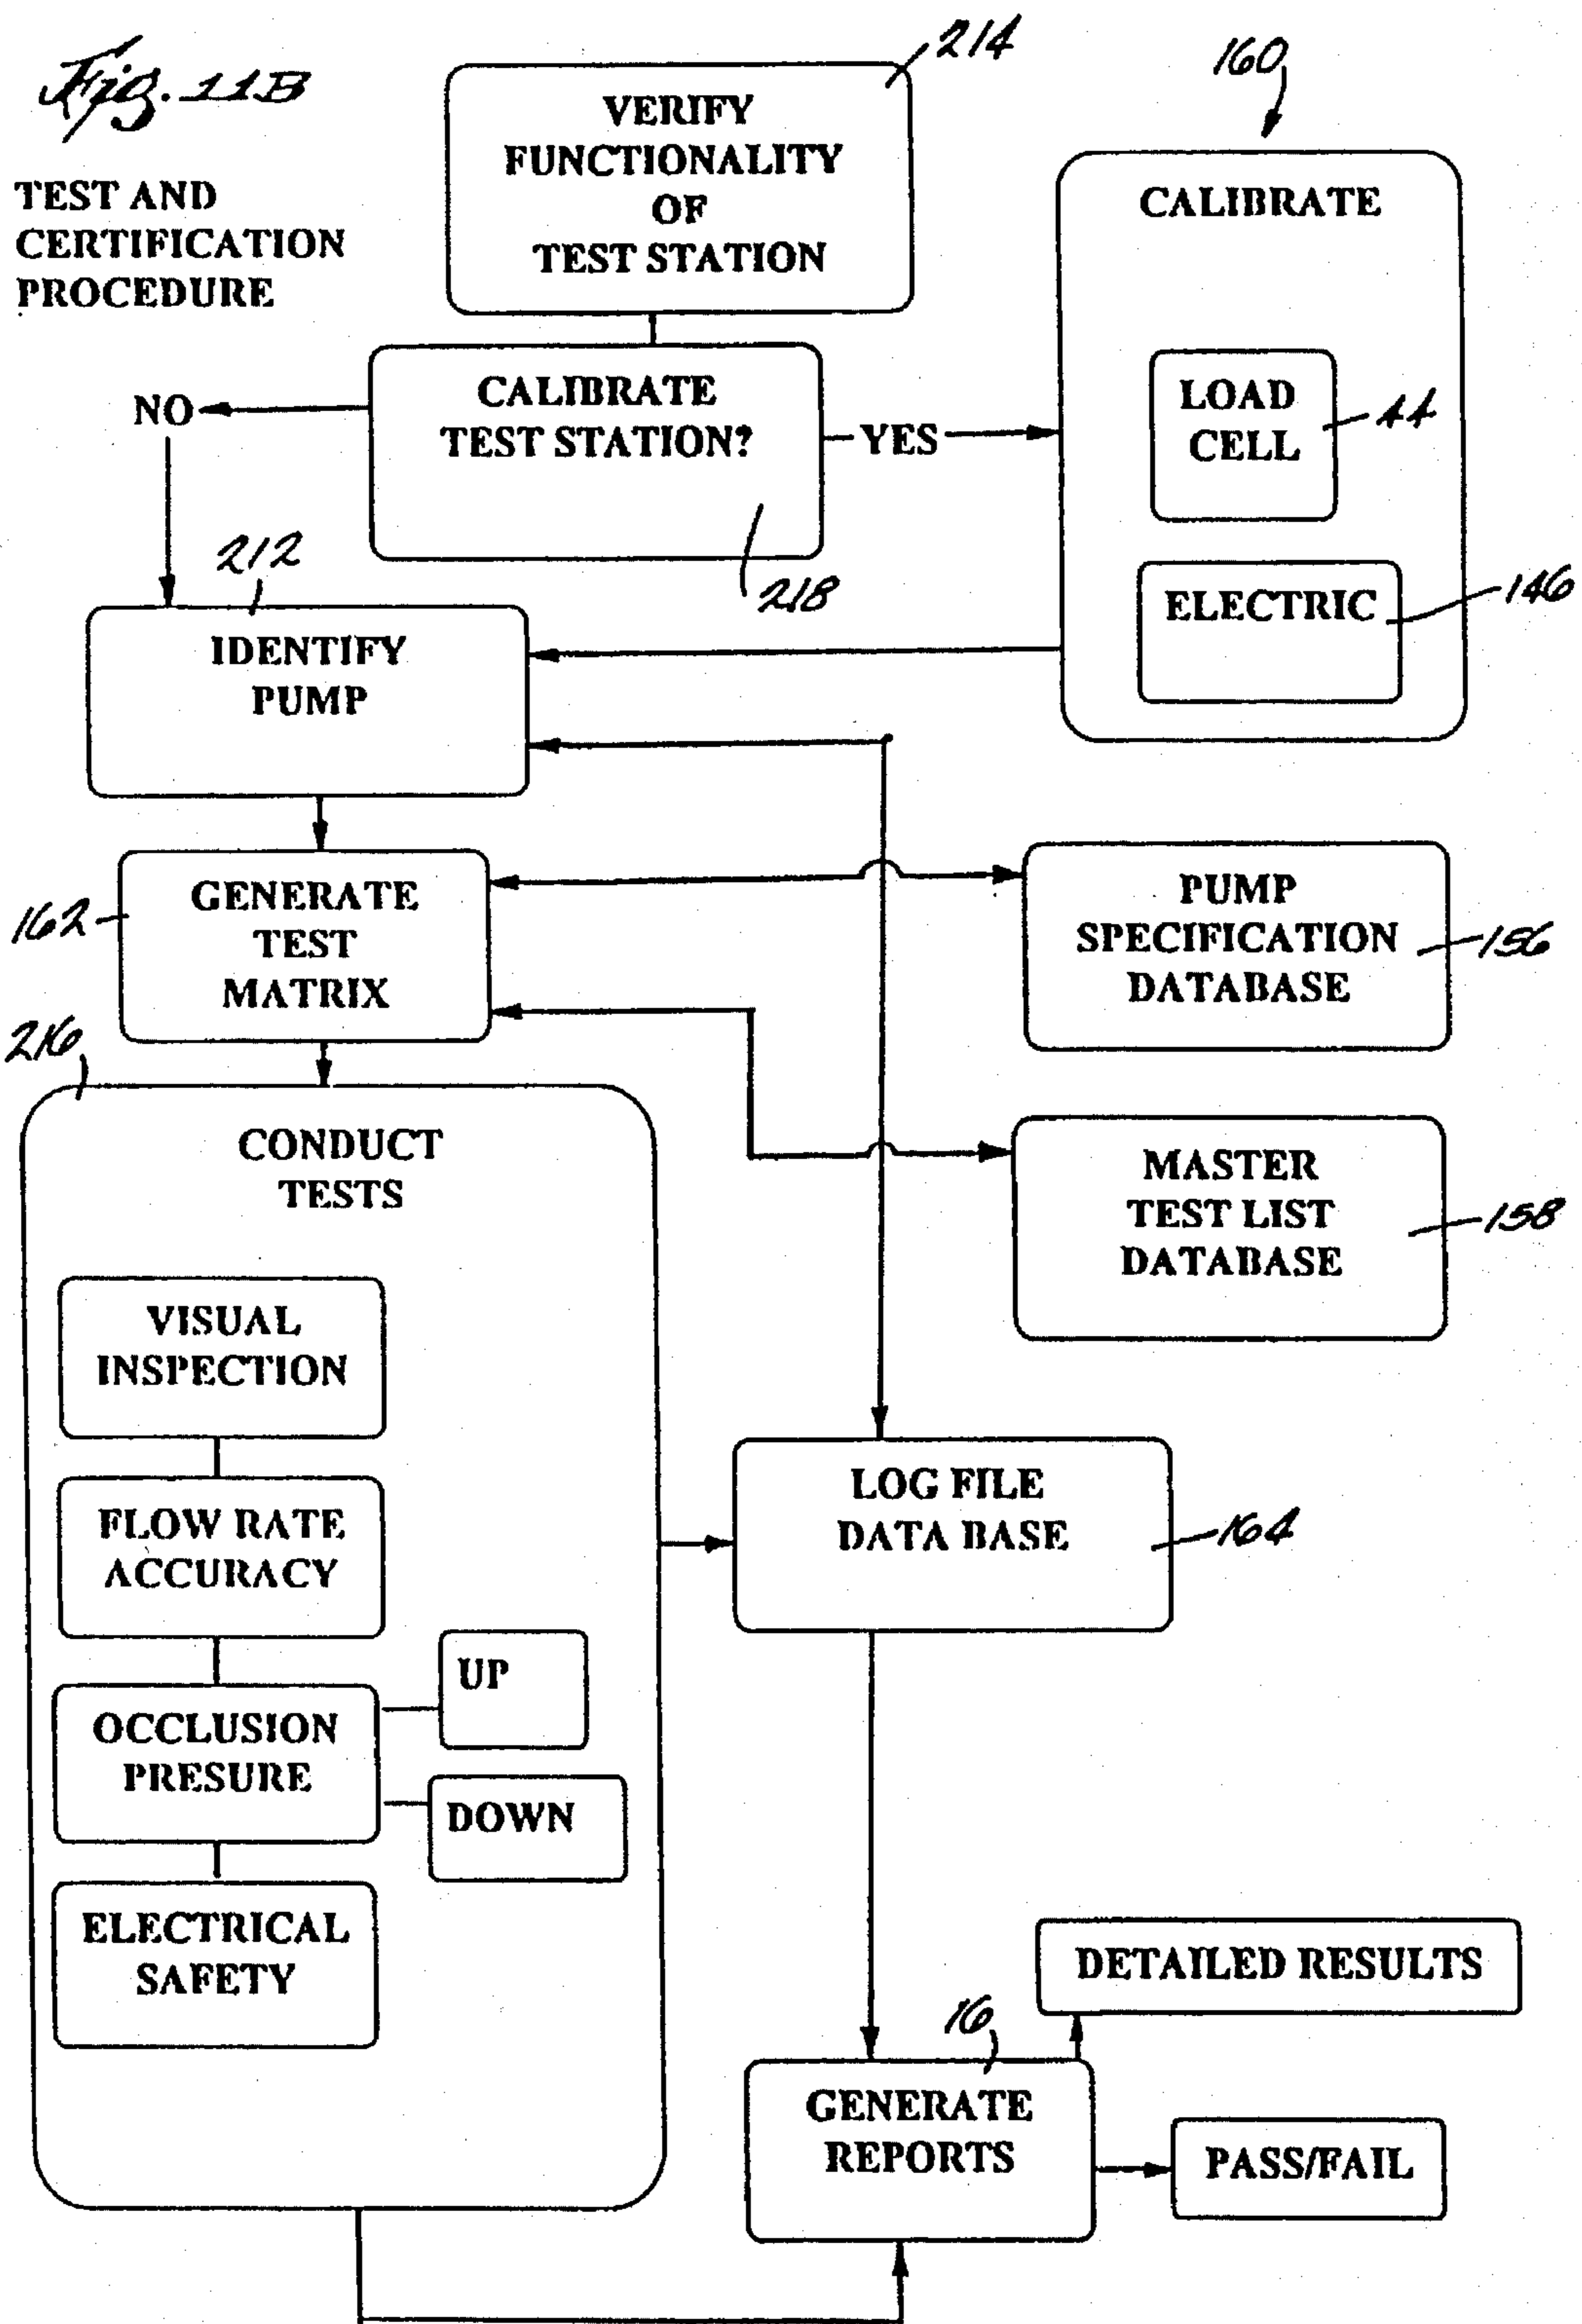 Fig. 11B
TEST AND
CERTIFICATION
PROCEDURE
214
VERIFY
FUNCTIONALITY
OF
TEST STATION
160
CALIBRATE
LOAD
CELL
44
ELECTRIC
146
CALIBRATE
TEST STATION?
218
NO
YES
212
IDENTIFY
PUMP
162
GENERATE
TEST
MATRIX
PUMP
SPECIFICATION
DATABASE
156
MASTER
TEST LIST
DATABASE
158
216
CONDUCT
TESTS
VISUAL
INSPECTION
FLOW RATE
ACCURACY
OCCLUSION
PRESURE
UP
DOWN
ELECTRICAL
SAFETY
LOG FILE
DATA BASE
164
16
GENERATE
REPORTS
DETAILED RESULTS
PASS/FAIL